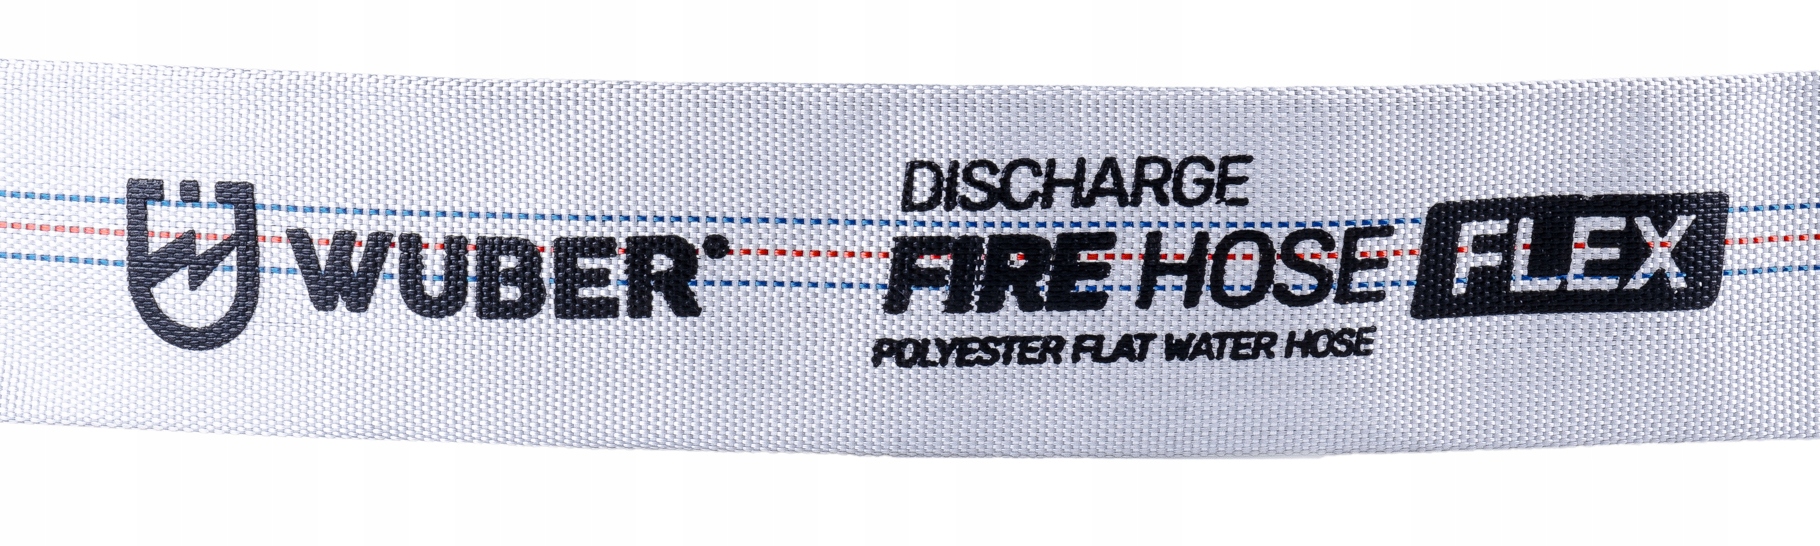 WUBER
DISCHARGE
FIRE HOSE FLEX
POLYESTER FLAT WATER HOSE